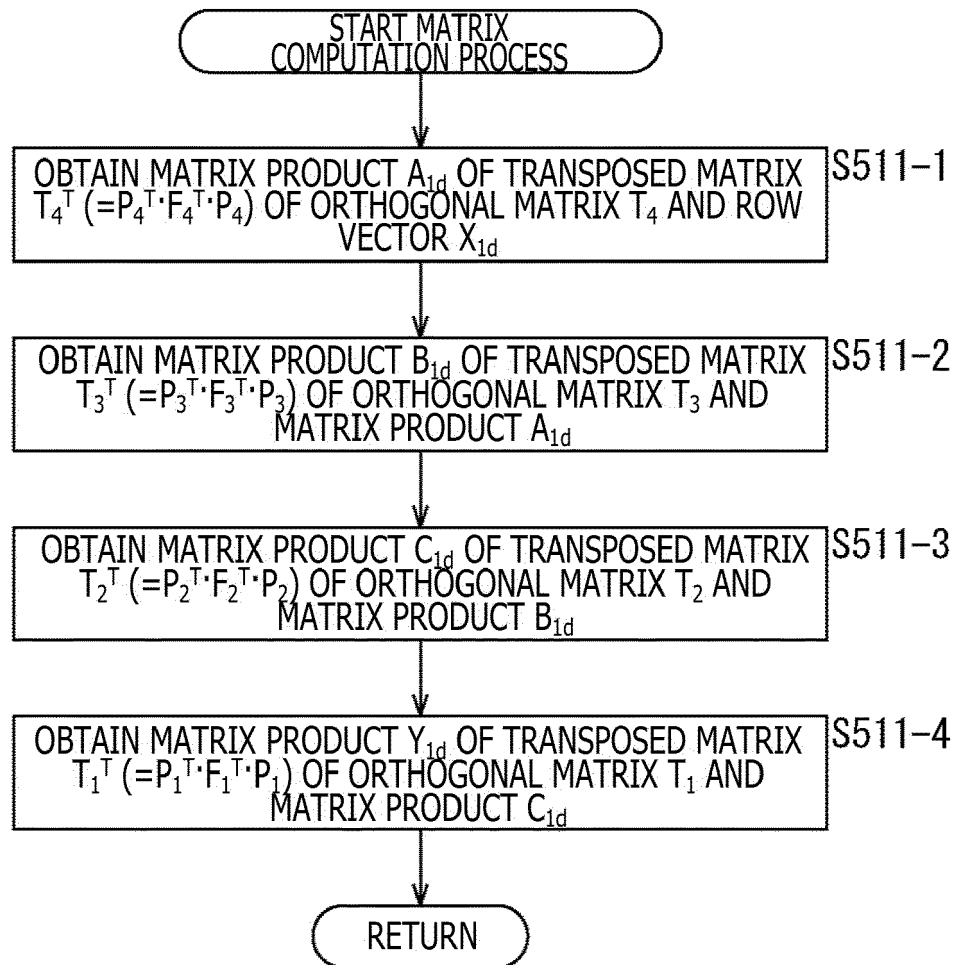 START MATRIX
COMPUTATION PROCESS
OBTAIN MATRIX PRODUCT A₁d OF TRANSPOSED MATRIX
T₄ᵀ (=P₄ᵀ·F₄ᵀ·P₄) OF ORTHOGONAL MATRIX T₄ AND ROW
VECTOR X₁d
S511-1
OBTAIN MATRIX PRODUCT B₁d OF TRANSPOSED MATRIX
T₃ᵀ (=P₃ᵀ·F₃ᵀ·P₃) OF ORTHOGONAL MATRIX T₃ AND
MATRIX PRODUCT A₁d
S511-2
OBTAIN MATRIX PRODUCT C₁d OF TRANSPOSED MATRIX
T₂ᵀ (=P₂ᵀ·F₂ᵀ·P₂) OF ORTHOGONAL MATRIX T₂ AND
MATRIX PRODUCT B₁d
S511-3
OBTAIN MATRIX PRODUCT Y₁d OF TRANSPOSED MATRIX
T₁ᵀ (=P₁ᵀ·F₁ᵀ·P₁) OF ORTHOGONAL MATRIX T₁ AND
MATRIX PRODUCT C₁d
S511-4
RETURN